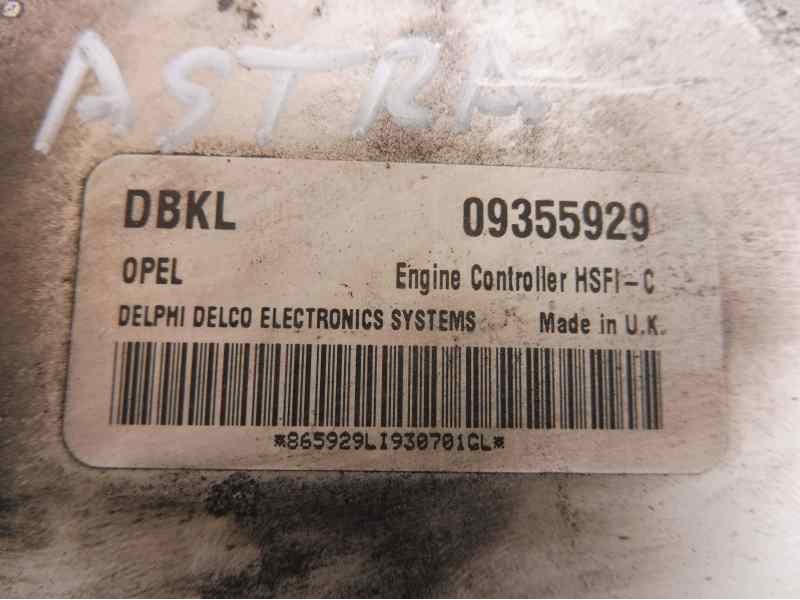 ASTRA
DBKL 09355929
OPEL Engine Controller HSFI-C
DELPHI DELCO ELECTRONICS SYSTEMS Made in U.K.
*865929LI930701GL*